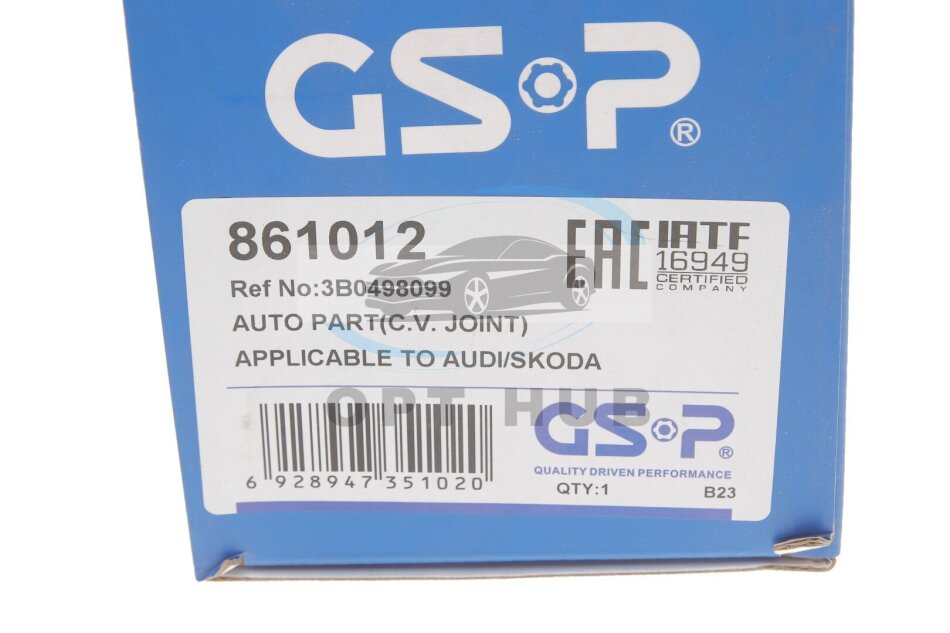 GSP®
861012
Ref No:3B0498099
AUTO PART(C.V. JOINT)
APPLICABLE TO AUDI/SKODA
EAC
IATF
16949
CERTIFIED
COMPANY
OPT HUB
6 928947 351020
GSP®
QUALITY DRIVEN PERFORMANCE
QTY:1
B23